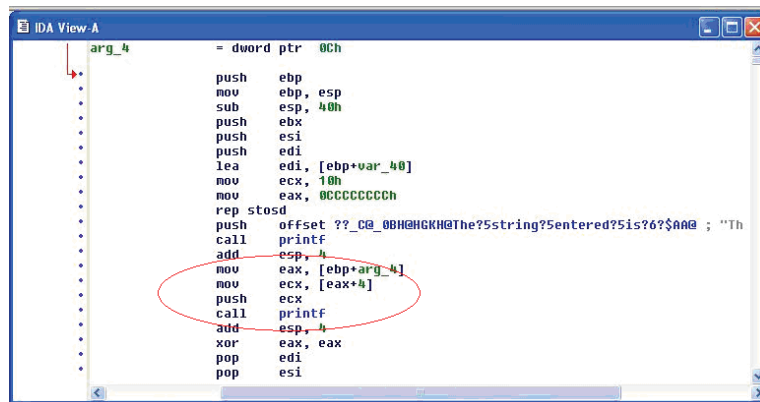 IDA View-A
arg_4 = dword ptr 0Ch
push ebp
mov ebp, esp
sub esp, 40h
push ebx
push esi
push edi
lea edi, [ebp+var_40]
mov ecx, 10h
mov eax, 0CCCCCCCCh
rep stosd
push offset ??_C@_0BH@HGKH@The?5string?5entered?5is?6?$AA@ ; "Th
call printf
add esp, 4
mov eax, [ebp+arg_4]
mov ecx, [eax+4]
push ecx
call printf
add esp, 4
xor eax, eax
pop edi
pop esi